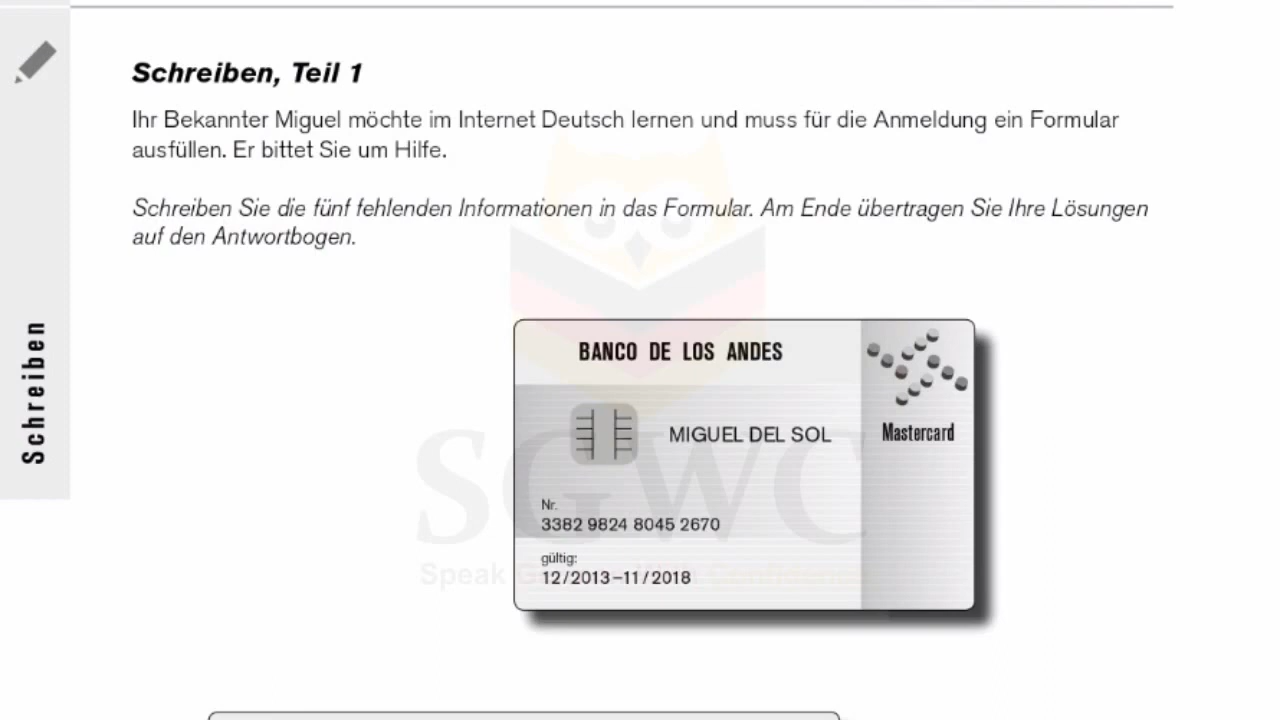 Schreiben, Teil 1
Ihr Bekannter Miguel möchte im Internet Deutsch lernen und muss für die Anmeldung ein Formular
ausfüllen. Er bittet Sie um Hilfe.
Schreiben Sie die fünf fehlenden Informationen in das Formular. Am Ende übertragen Sie Ihre Lösungen
auf den Antwortbogen.
Schreiben
BANCO DE LOS ANDES
MIGUEL DEL SOL
Mastercard
Nr.
3382 9824 8045 2670
gültig:
12/2013–11/2018
SGWC
Speak